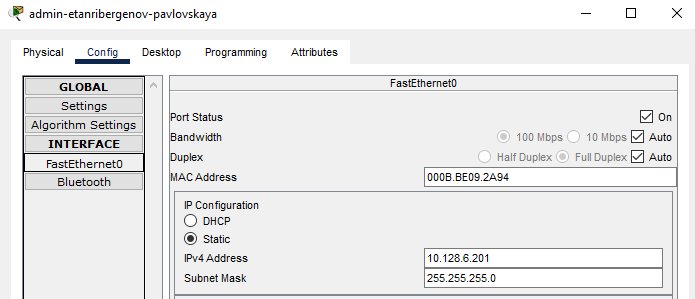 admin-etanribergenov-pavlovskaya
Physical Config Desktop Programming Attributes
GLOBAL
Settings
Algorithm Settings
INTERFACE
FastEthernet0
Bluetooth
FastEthernet0
Port Status On
Bandwidth 100 Mbps 10 Mbps Auto
Duplex Half Duplex Full Duplex Auto
MAC Address 000B.BE09.2A94
IP Configuration
DHCP
Static
IPv4 Address 10.128.6.201
Subnet Mask 255.255.255.0